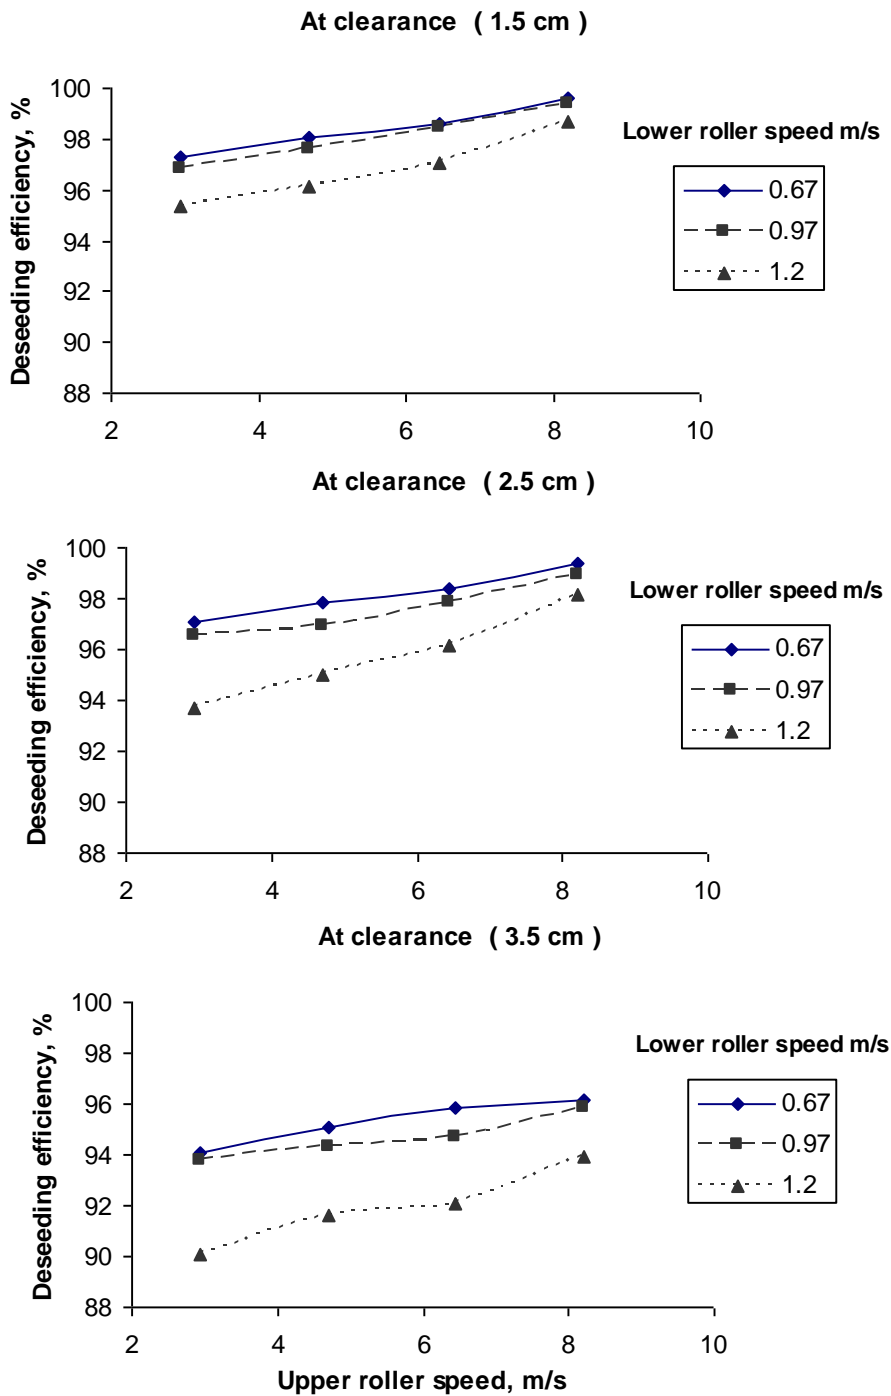 At clearance ( 1.5 cm )
Deseeding efficiency, %
100
98
96
94
92
90
88
2 4 6 8 10
Lower roller speed m/s
0.67
0.97
1.2
At clearance ( 2.5 cm )
Deseeding efficiency, %
100
98
96
94
92
90
88
2 4 6 8 10
Lower roller speed m/s
0.67
0.97
1.2
At clearance ( 3.5 cm )
Deseeding efficiency, %
100
98
96
94
92
90
88
2 4 6 8 10
Lower roller speed m/s
0.67
0.97
1.2
Upper roller speed, m/s